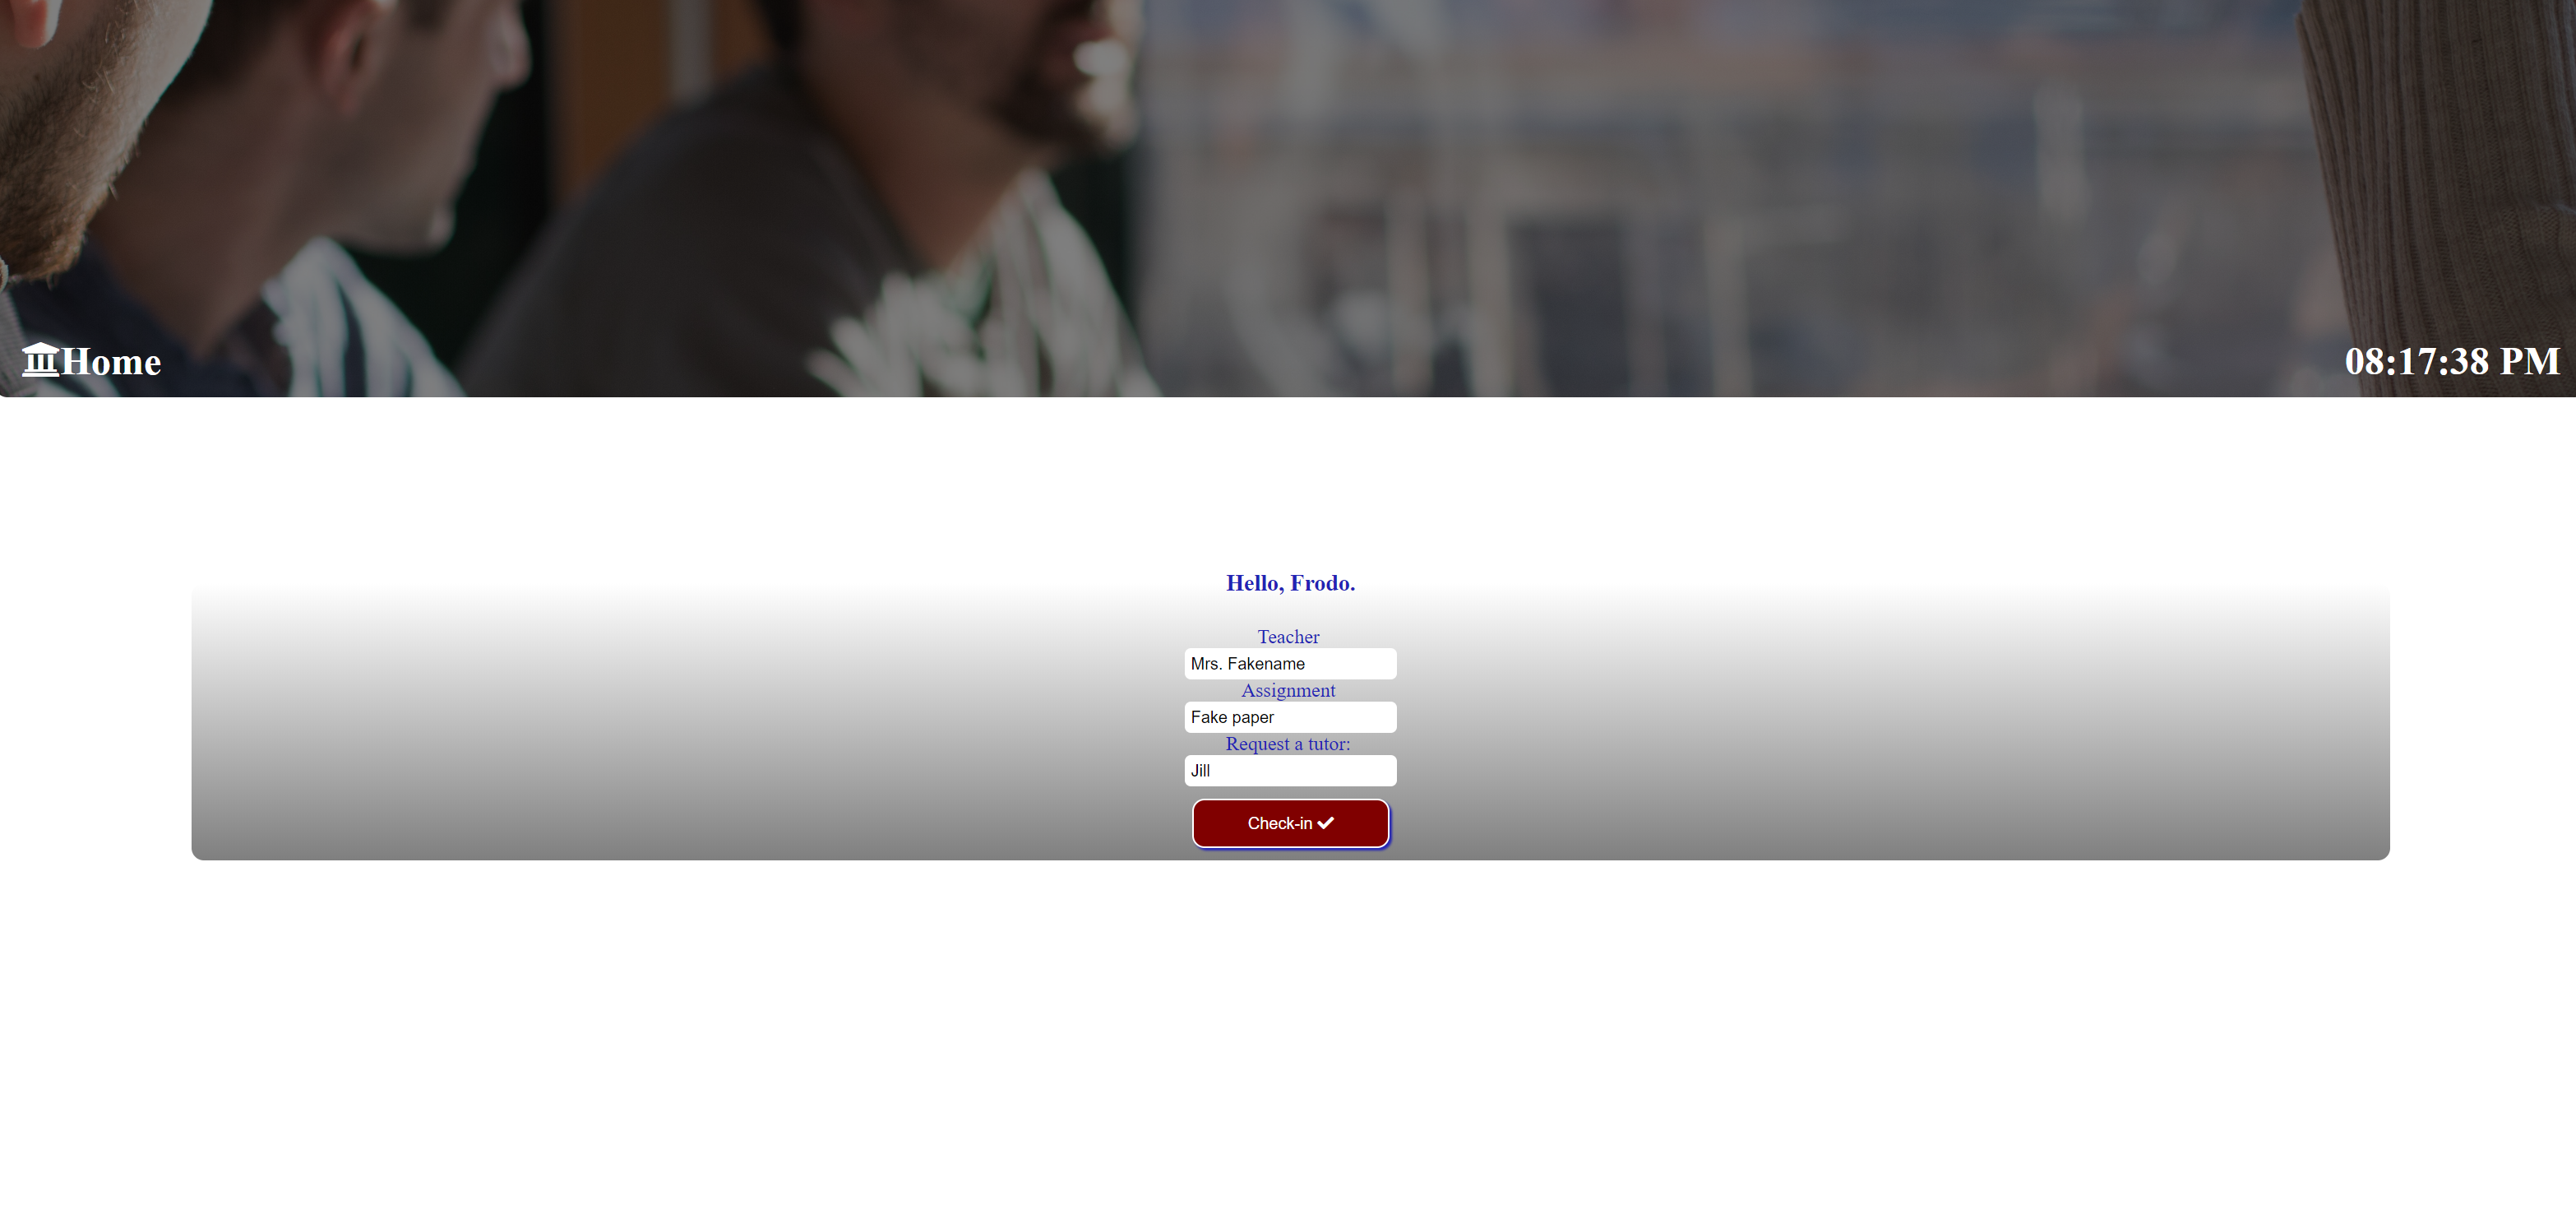 Home
08:17:38 PM
Hello, Frodo.
Teacher
Mrs. Fakename
Assignment
Fake paper
Request a tutor:
Jill
Check-in